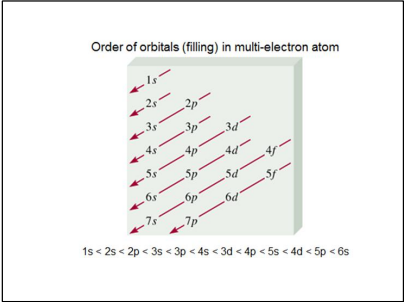 Order of orbitals (filling) in multi-electron atom
1s
2s 2p
3s 3p 3d
4s 4p 4d 4f
5s 5p 5d 5f
6s 6p 6d
7s 7p
1s < 2s < 2p < 3s < 3p < 4s < 3d < 4p < 5s < 4d < 5p < 6s